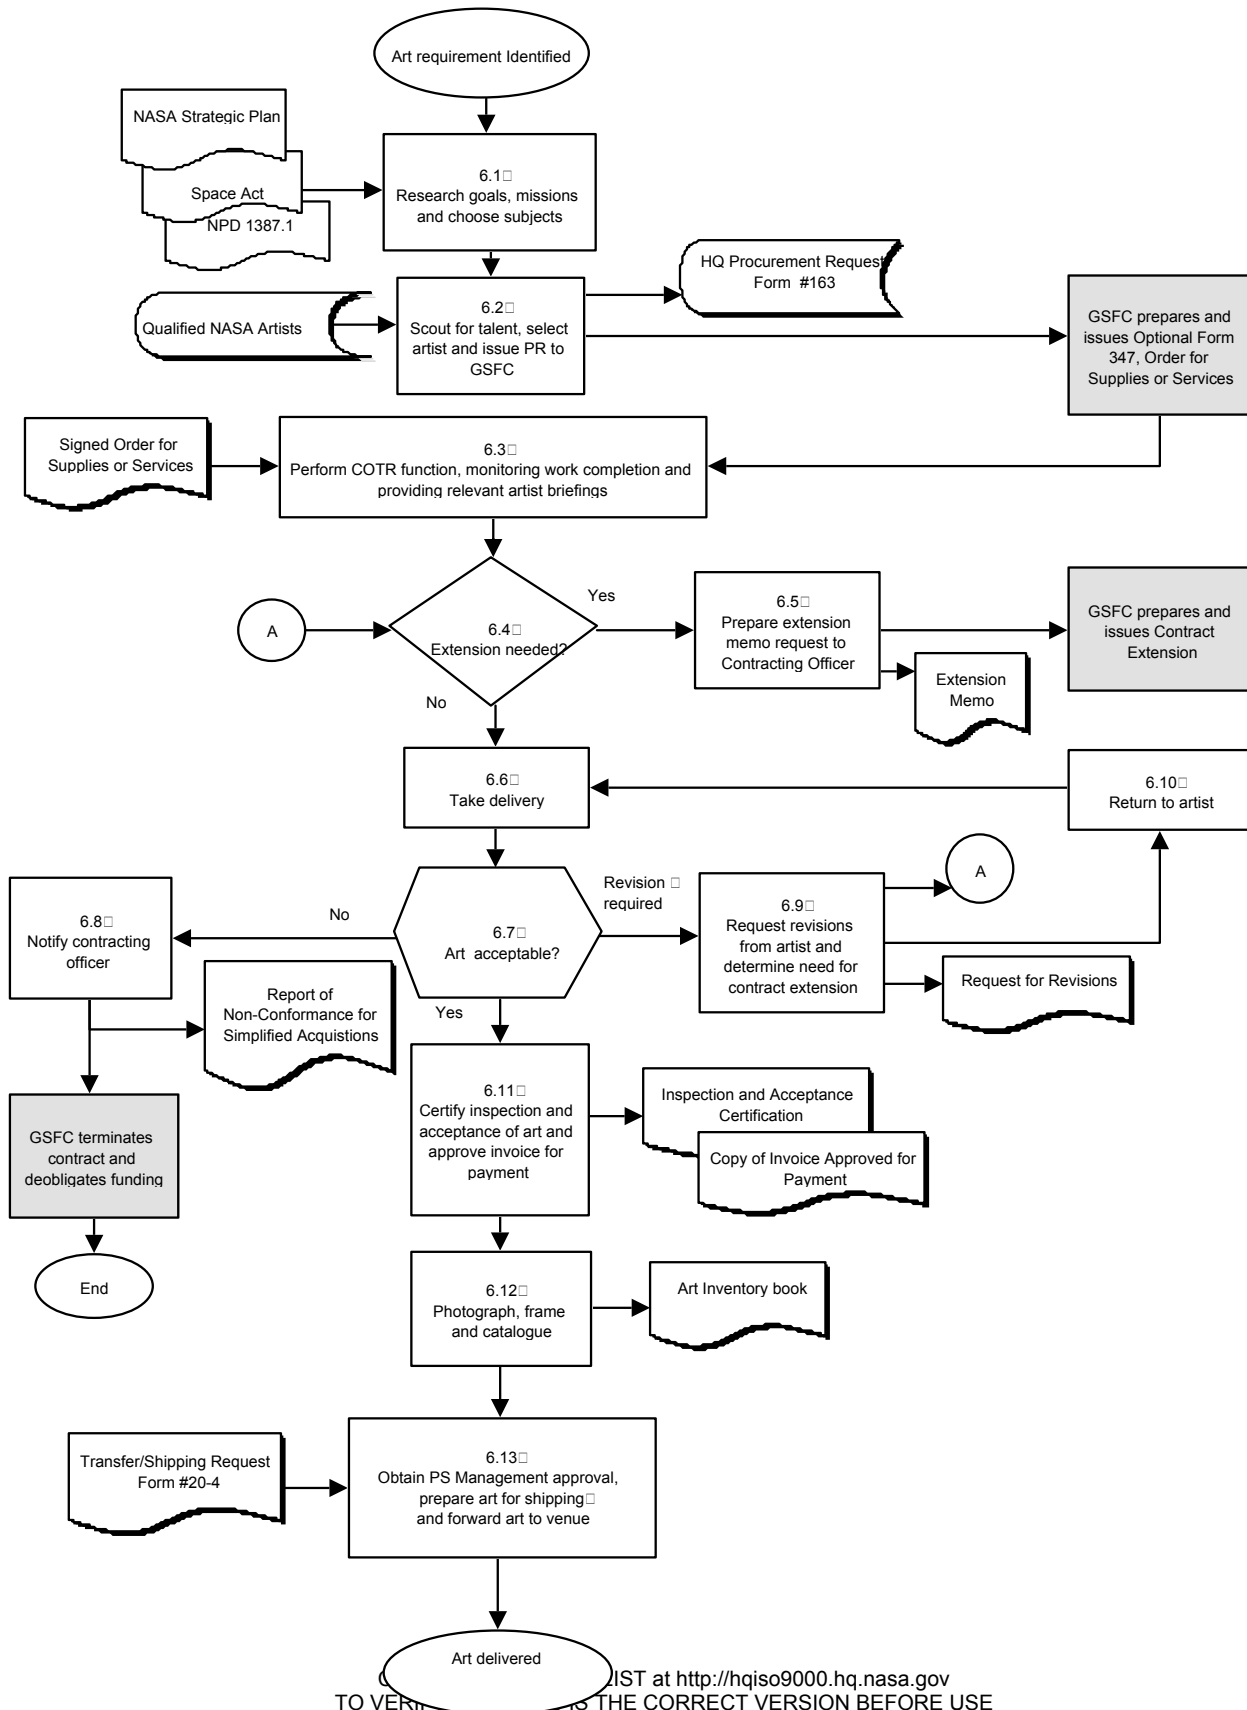 Art requirement Identified
NASA Strategic Plan
Space Act
NPD 1387.1
6.1
Research goals, missions
and choose subjects
HQ Procurement Request
Form #163
Qualified NASA Artists
6.2
Scout for talent, select
artist and issue PR to
GSFC
GSFC prepares and
issues Optional Form
347, Order for
Supplies or Services
Signed Order for
Supplies or Services
6.3
Perform COTR function, monitoring work completion and
providing relevant artist briefings
A
6.4
Extension needed?
Yes
No
6.5
Prepare extension
memo request to
Contracting Officer
GSFC prepares and
issues Contract
Extension
Extension
Memo
6.6
Take delivery
6.10
Return to artist
6.8
Notify contracting
officer
No
6.7
Art acceptable?
Revision
required
Yes
6.9
Request revisions
from artist and
determine need for
contract extension
A
Request for Revisions
Report of
Non-Conformance for
Simplified Acquistions
GSFC terminates
contract and
deobligates funding
End
6.11
Certify inspection and
acceptance of art and
approve invoice for
payment
Inspection and Acceptance
Certification
Copy of Invoice Approved for
Payment
6.12
Photograph, frame
and catalogue
Art Inventory book
Transfer/Shipping Request
Form #20-4
6.13
Obtain PS Management approval,
prepare art for shipping
and forward art to venue
Art delivered
IST at http://hqiso9000.hq.nasa.gov
TO VERI IS THE CORRECT VERSION BEFORE USE